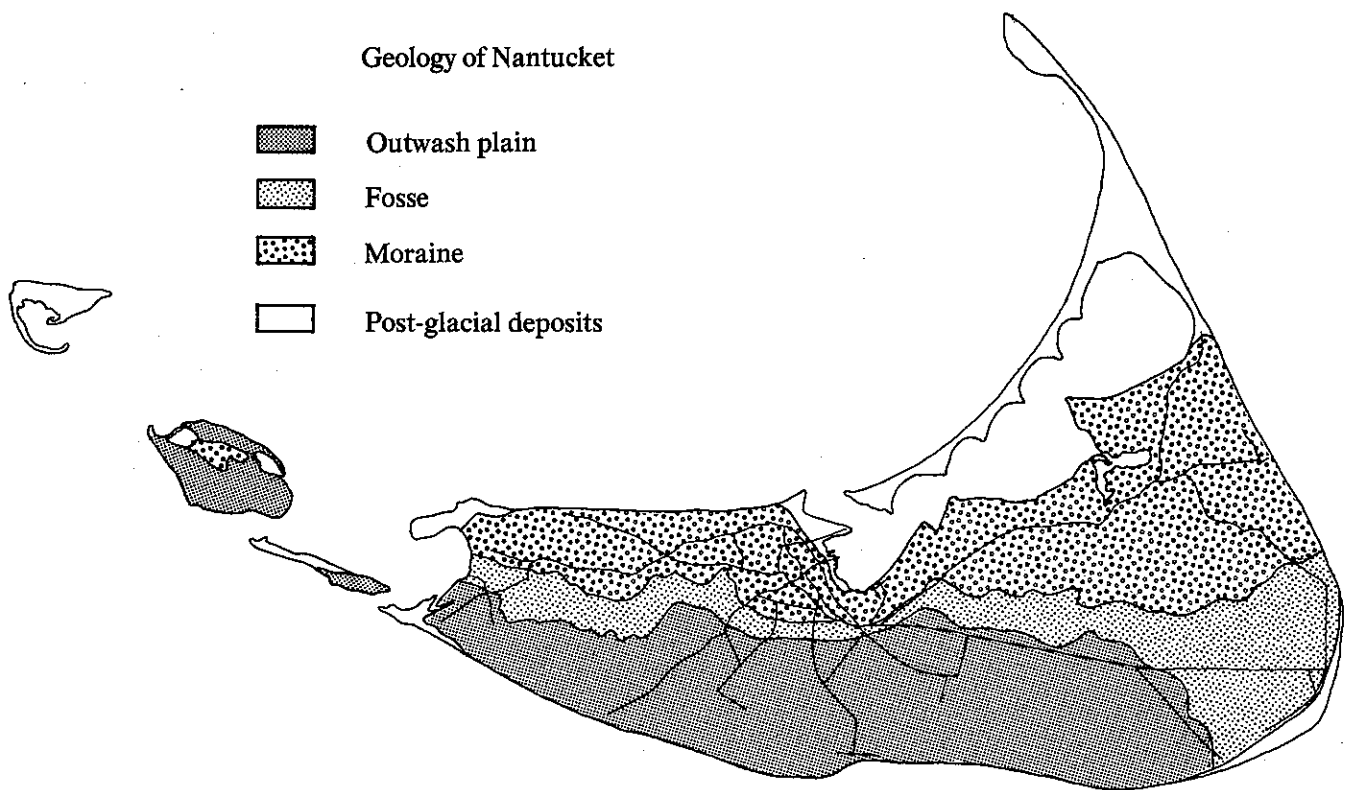 Geology of Nantucket
Outwash plain
Fosse
Moraine
Post-glacial deposits